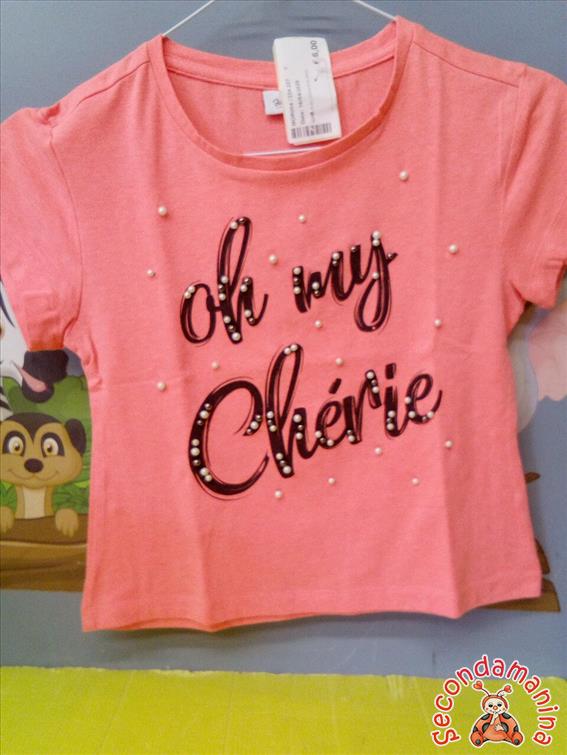 € 6,00
oh my
Chérie
Secondamanina